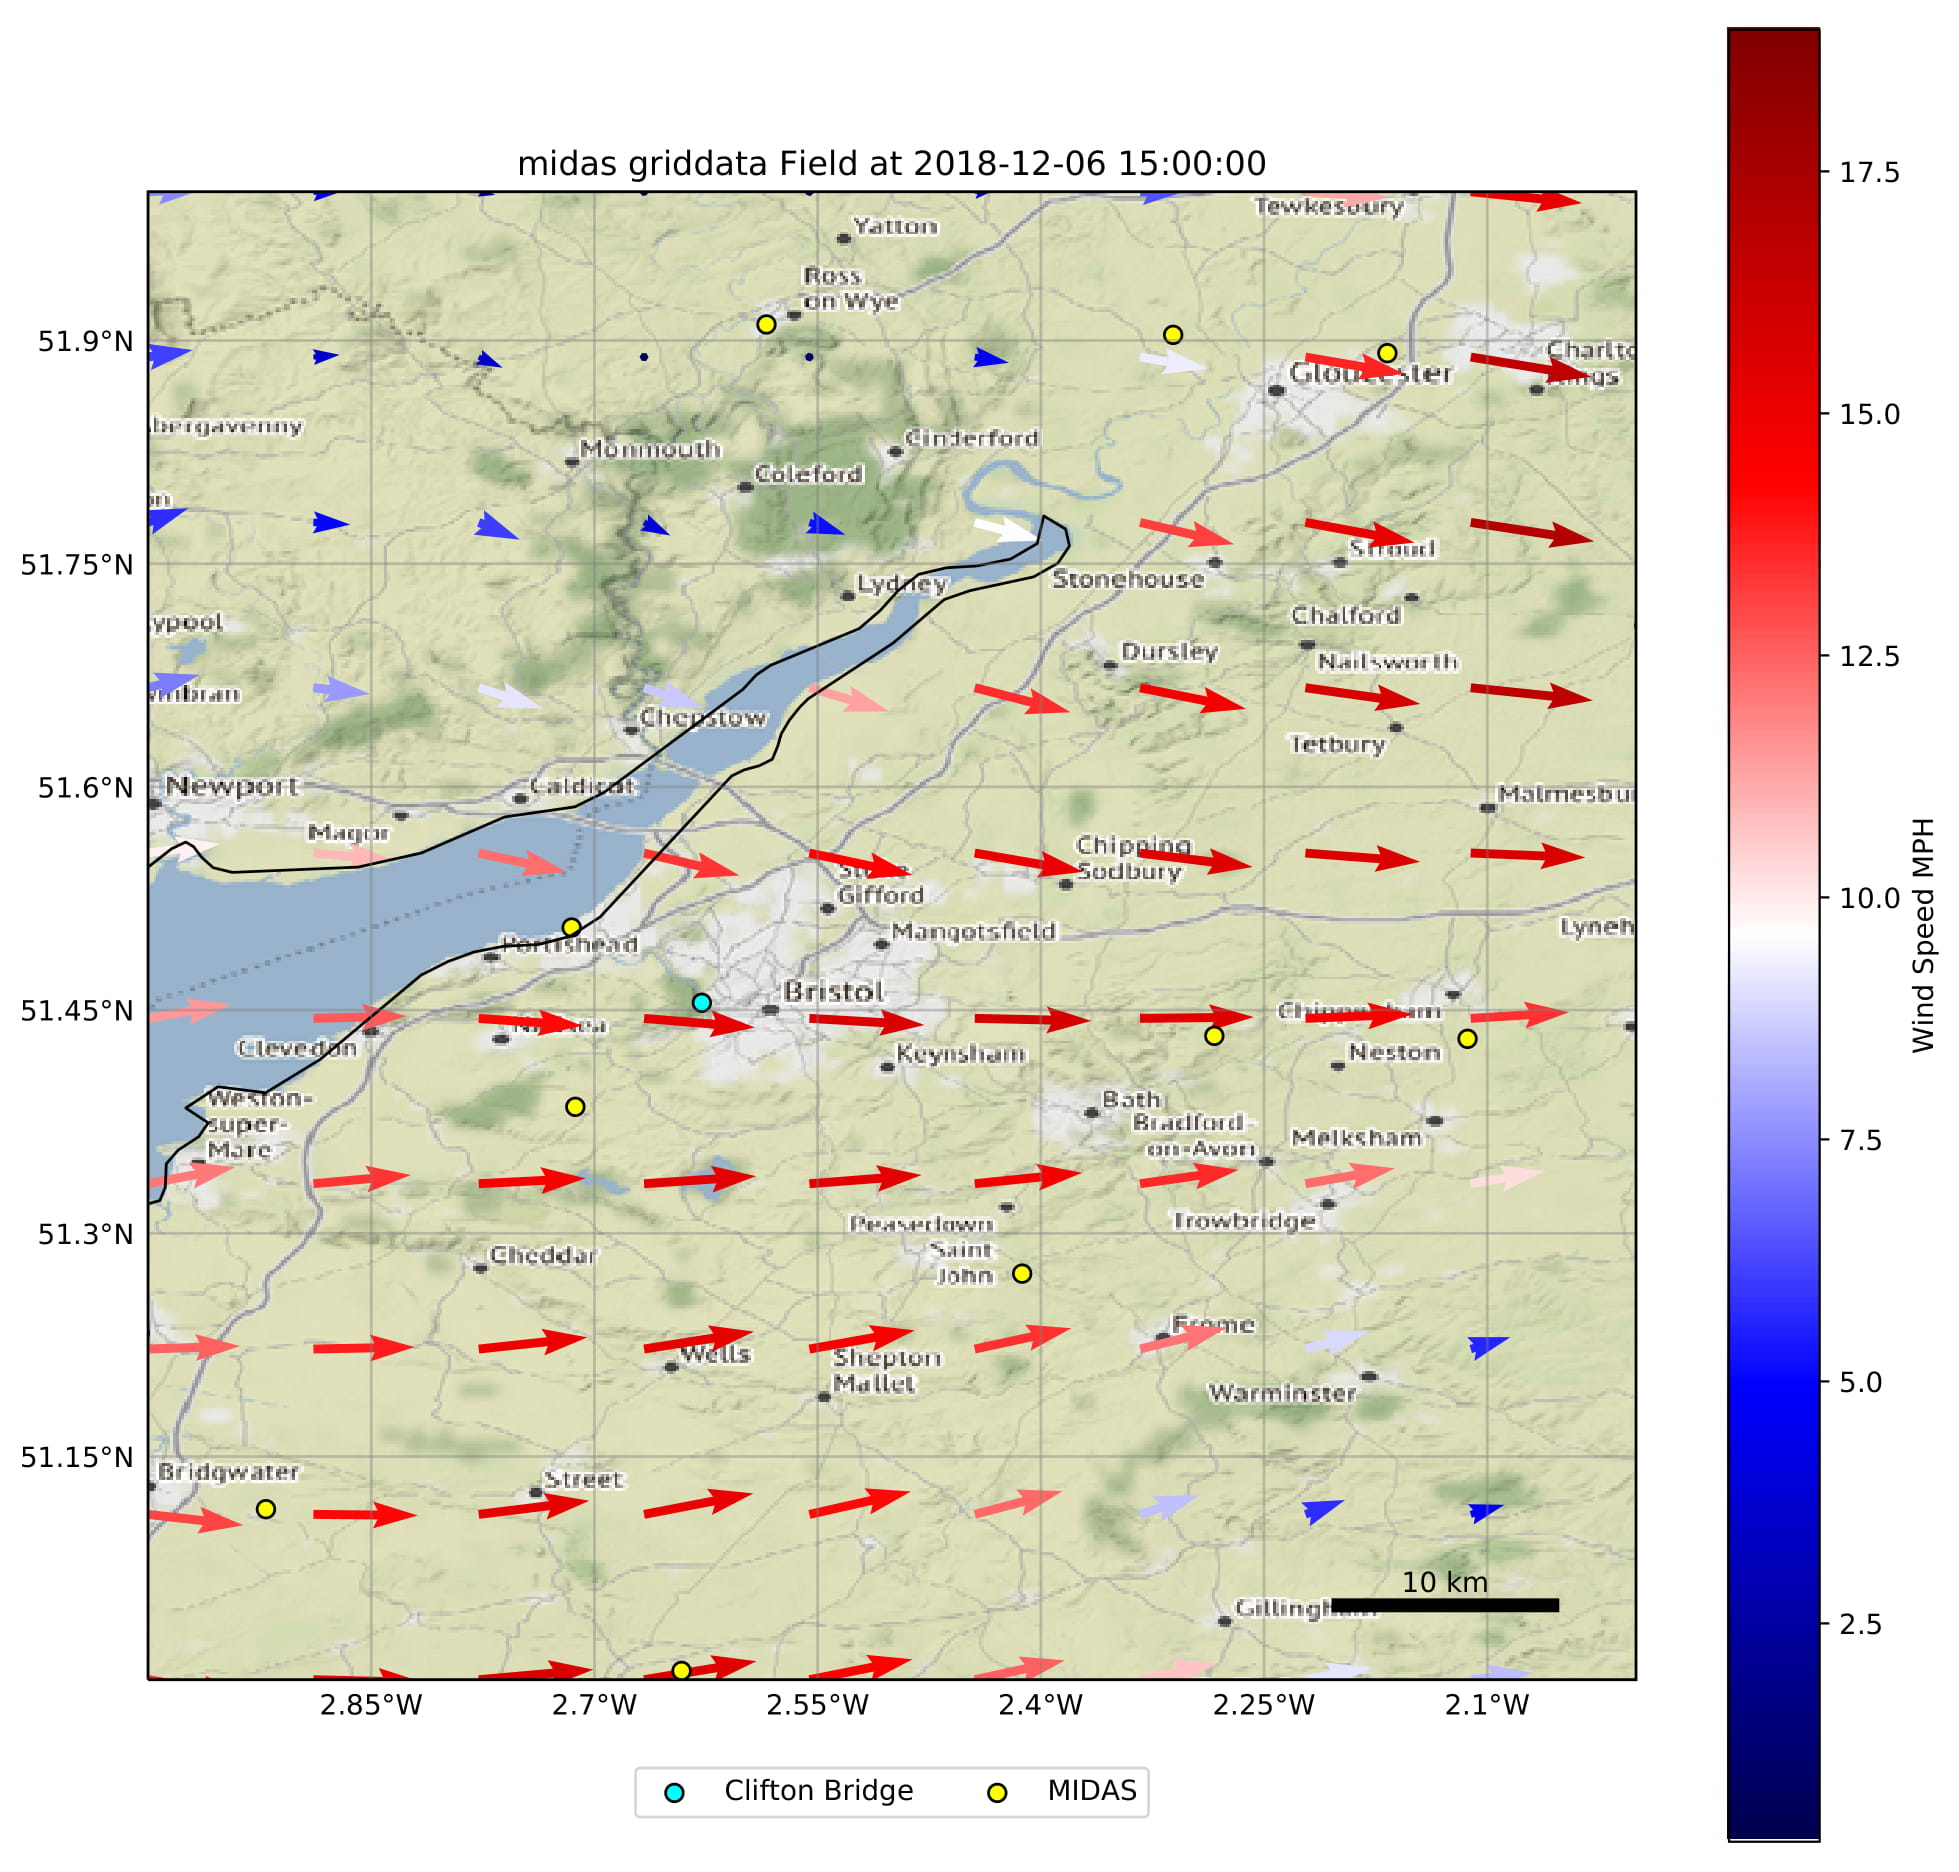 midas griddata Field at 2018-12-06 15:00:00
17.5
15.0
12.5
10.0
7.5
5.0
2.5
Wind Speed MPH
51.9°N
51.75°N
51.6°N
51.45°N
51.3°N
51.15°N
Tewkesbury
Yatton
Ross
on Wye
Gloucester
bergavenny
Monmouth
Cinderford
Coleford
Stroud
Lydney
Stonehouse
Chalford
ypool
Dursley
Nailsworth
mbran
Chepstow
Tetbury
Newport
Caldicot
Malmesbu
Magor
Chipping
Sodbury
Gifford
Mangotsfield
Lyneh
Portishead
Bristol
Clevedon
Keynsham
Neston
Weston-
super-
Mare
Bath
Bradford-
on-Avon
Melksham
Peasedown
Saint
John
Trowbridge
Cheddar
Frome
Wells
Shepton
Mallet
Warminster
Bridgwater
Street
10 km
2.85°W
2.7°W
2.55°W
2.4°W
2.25°W
2.1°W
Clifton Bridge
MIDAS